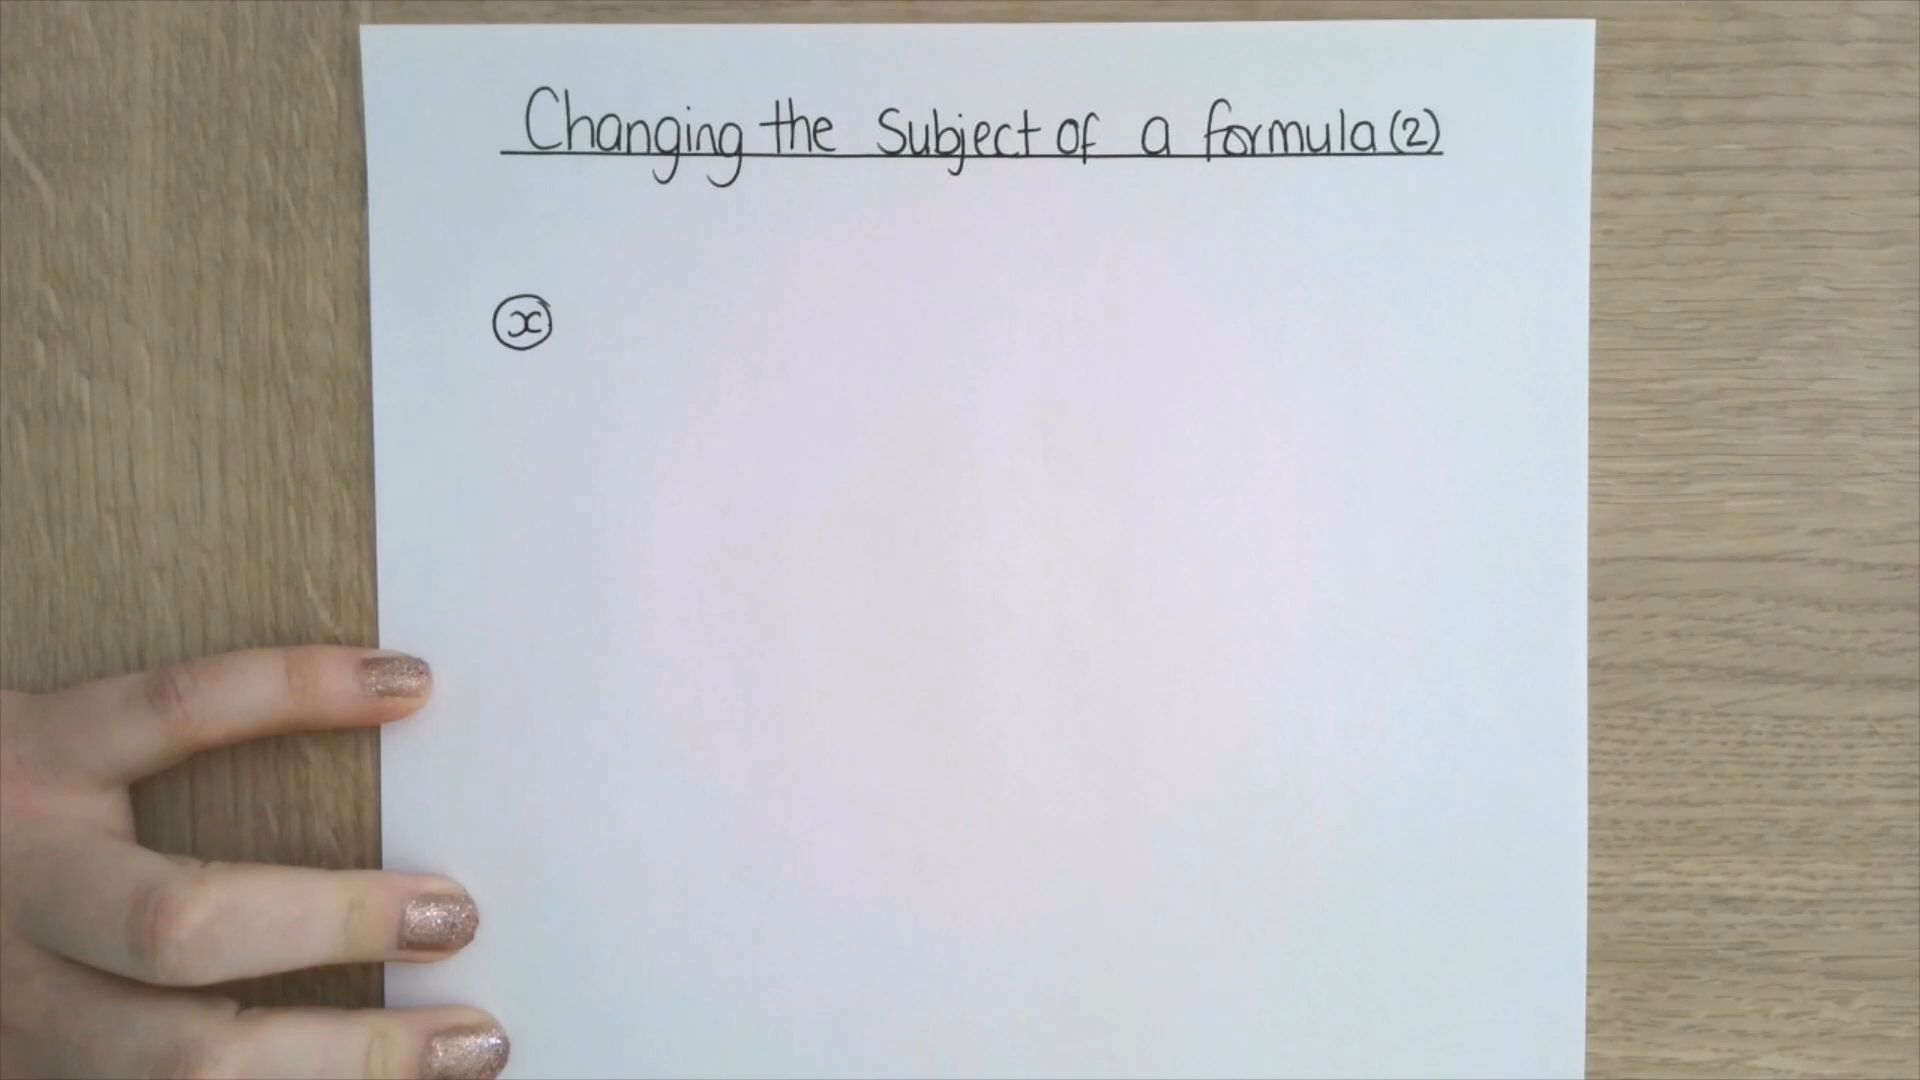 Changing the Subject of a formula (2)
x